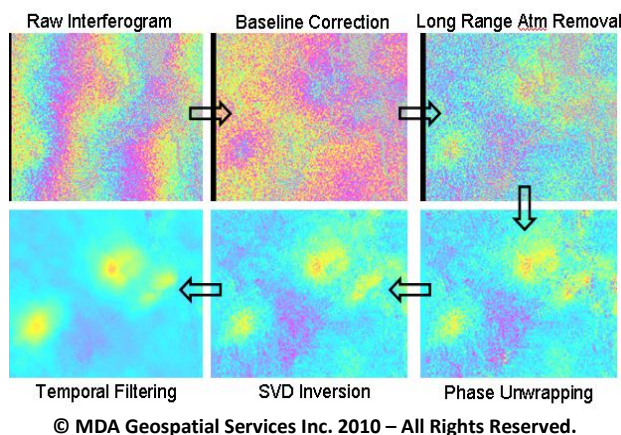 Raw Interferogram
Baseline Correction
Long Range Atm Removal
Temporal Filtering
SVD Inversion
Phase Unwrapping
© MDA Geospatial Services Inc. 2010 – All Rights Reserved.